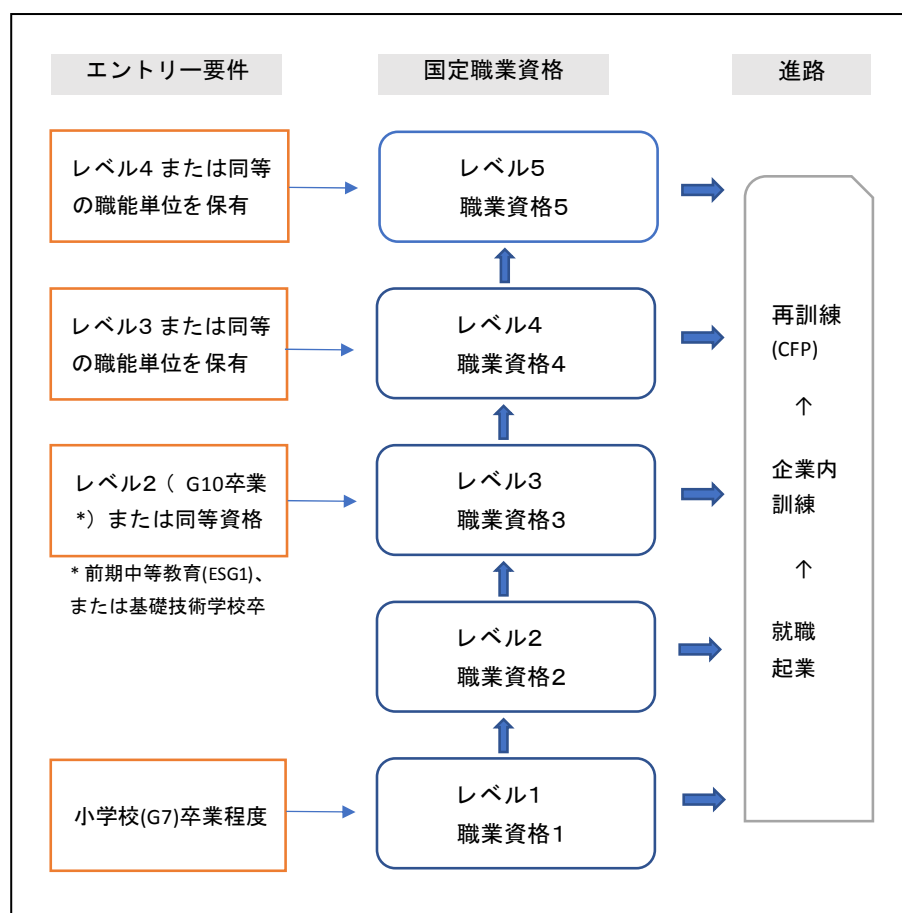 エントリー要件
国定職業資格
進路
レベル4 または同等
の職能単位を保有
レベル5
職業資格5
レベル3 または同等
の職能単位を保有
レベル4
職業資格4
レベル2（ G10卒業
*）または同等資格
* 前期中等教育(ESG1)、
または基礎技術学校卒
レベル3
職業資格3
レベル2
職業資格2
小学校(G7)卒業程度
レベル1
職業資格1
再訓練
(CFP)
↑
企業内
訓練
↑
就職
起業